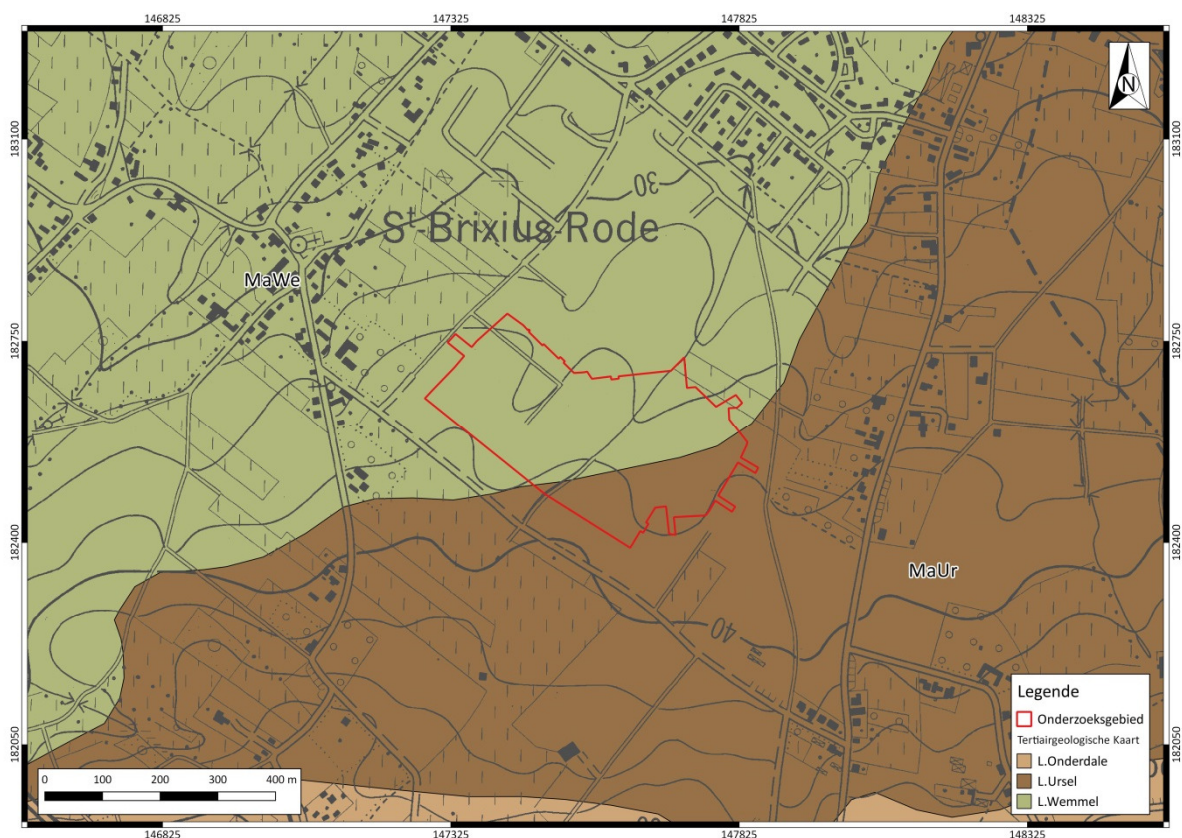 146825 147325 147825 148325
N
183100 183100
30
St Brixius-Rode
MaWe
182750 182750
182400 182400
MaUr
40
Legende
Onderzoeksgebied
Tertiairgeologische Kaart
L.Onderdale
L.Ursel
L.Wemmel
182050 182050
0 100 200 300 400 m
146825 147325 147825 148325